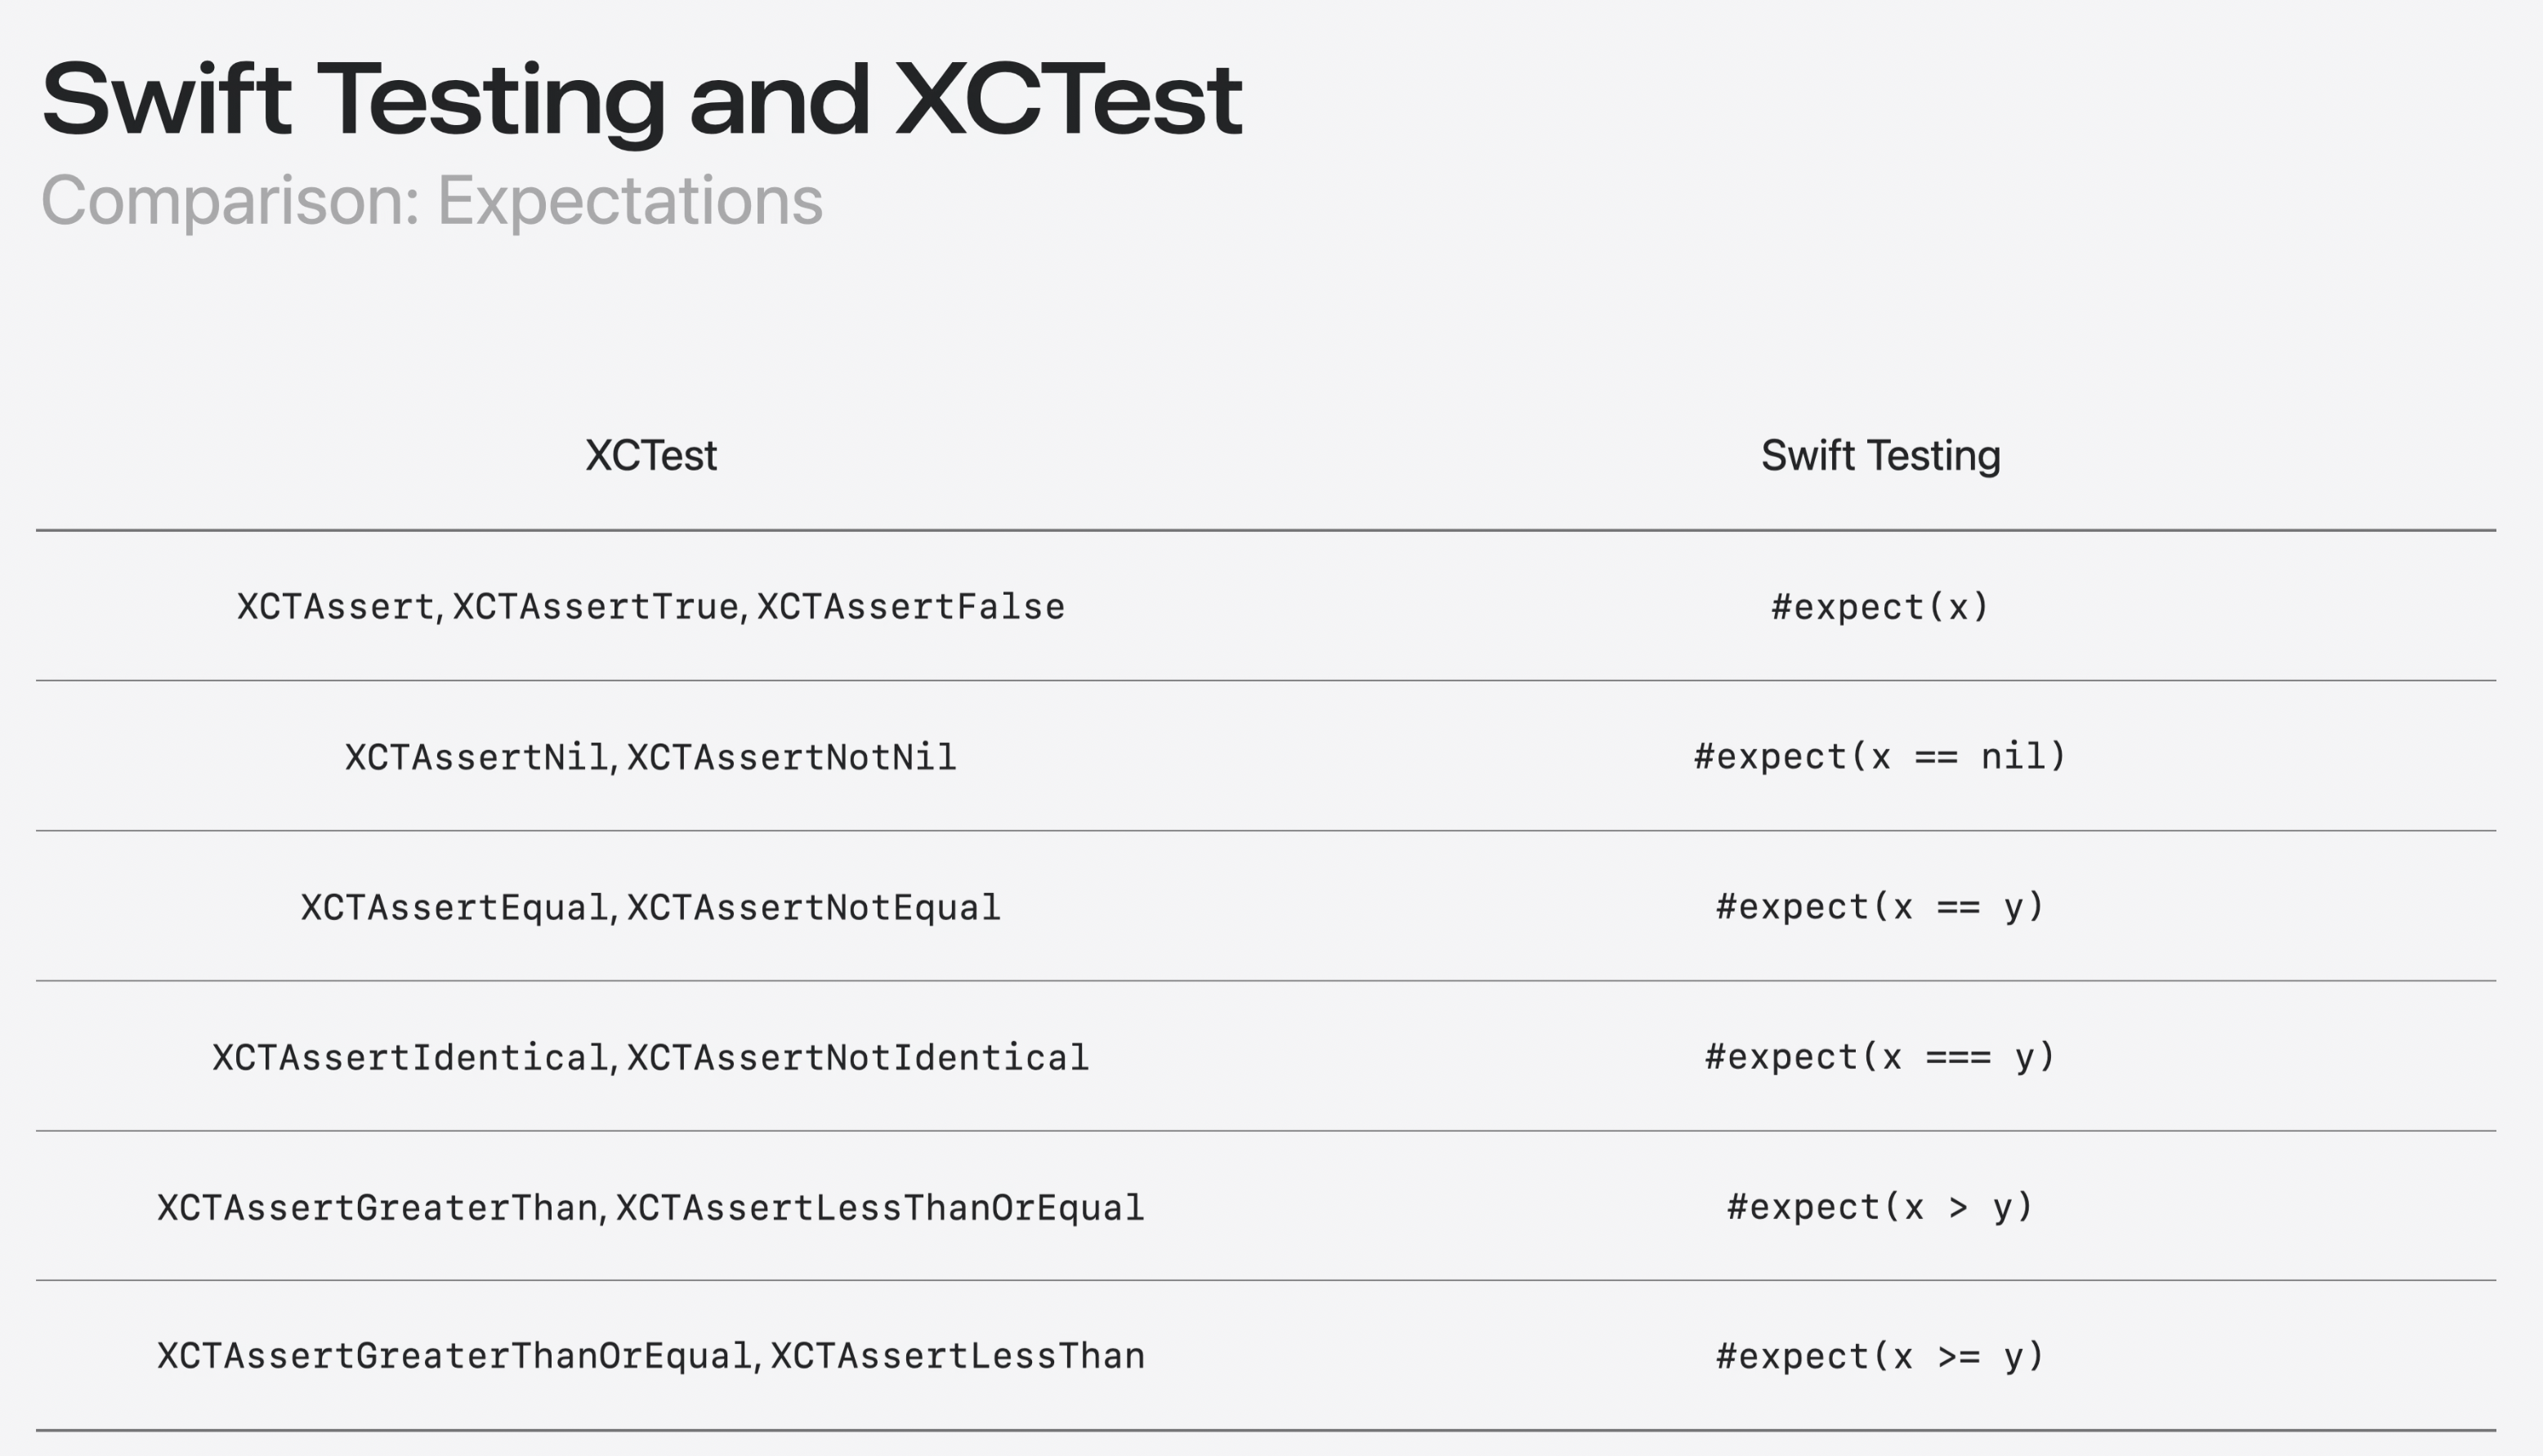 Swift Testing and XCTest
Comparison: Expectations
XCTest Swift Testing
XCTAssert, XCTAssertTrue, XCTAssertFalse #expect(x)
XCTAssertNil, XCTAssertNotNil #expect(x == nil)
XCTAssertEqual, XCTAssertNotEqual #expect(x == y)
XCTAssertIdentical, XCTAssertNotIdentical #expect(x === y)
XCTAssertGreaterThan, XCTAssertLessThanOrEqual #expect(x > y)
XCTAssertGreaterThanOrEqual, XCTAssertLessThan #expect(x >= y)